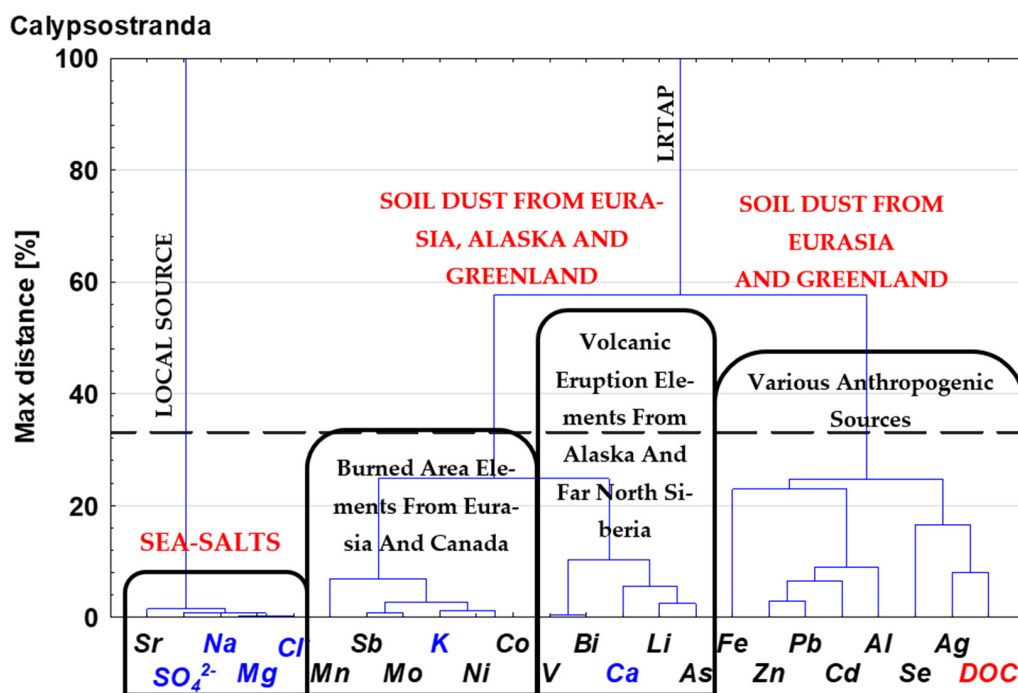 Calypsostranda
Max distance [%]
100
80
60
40
20
0
LOCAL SOURCE
LRTAP
SOIL DUST FROM EURA-
SIA, ALASKA AND
GREENLAND
SOIL DUST FROM
EURASIA
AND GREENLAND
SEA-SALTS
Burned Area Ele-
ments From Eura-
sia And Canada
Volcanic
Eruption Ele-
ments From
Alaska And
Far North Si-
beria
Various Anthropogenic
Sources
Sr Na Cl⁻ Sb K Co Bi Li Fe Pb Al Ag
SO₄²⁻ Mg Mn Mo Ni V Ca As Zn Cd Se DOC